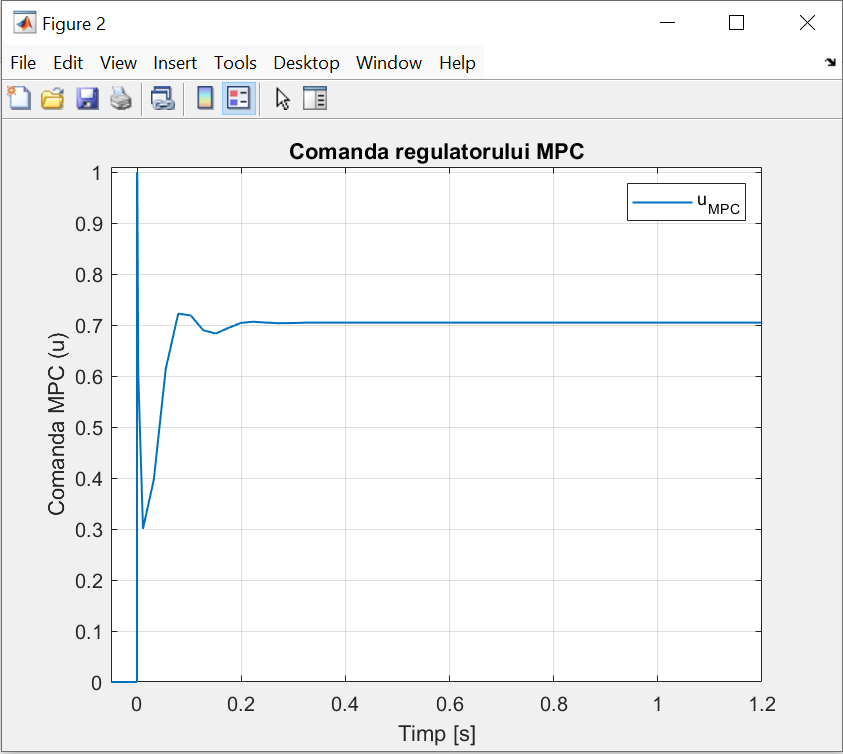 Figure 2
File Edit View Insert Tools Desktop Window Help
Comanda regulatorului MPC
u_MPC
1
0.9
0.8
0.7
0.6
0.5
0.4
0.3
0.2
0.1
0
Comanda MPC (u)
0 0.2 0.4 0.6 0.8 1 1.2
Timp [s]